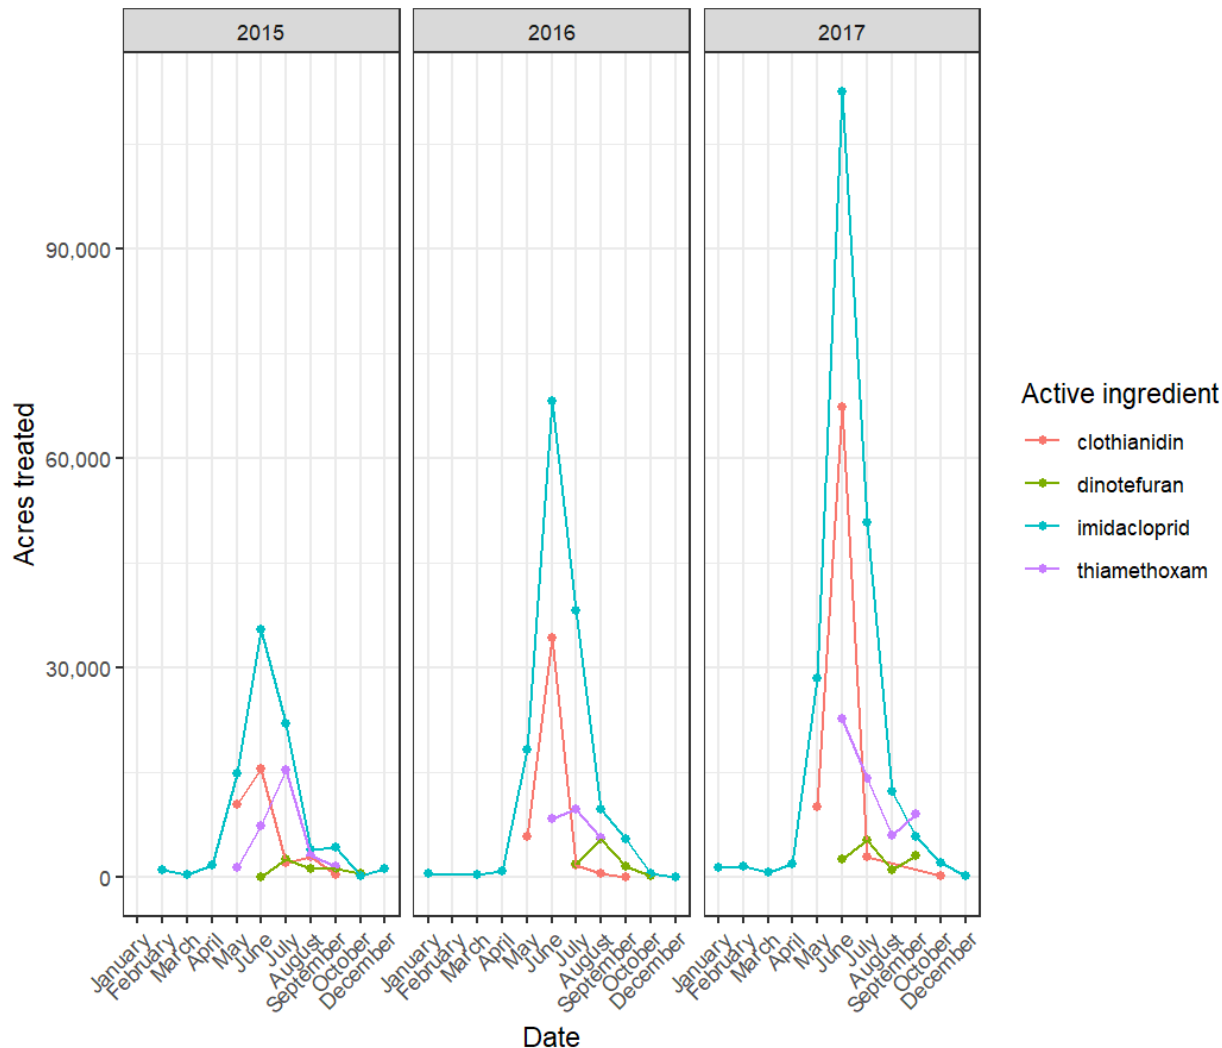 2015 2016 2017
90,000
60,000
30,000
0
Acres treated
January February March April May June July August September October December
January February March April May June July August September October December
January February March April May June July August September October December
Date
Active ingredient
clothianidin
dinotefuran
imidacloprid
thiamethoxam